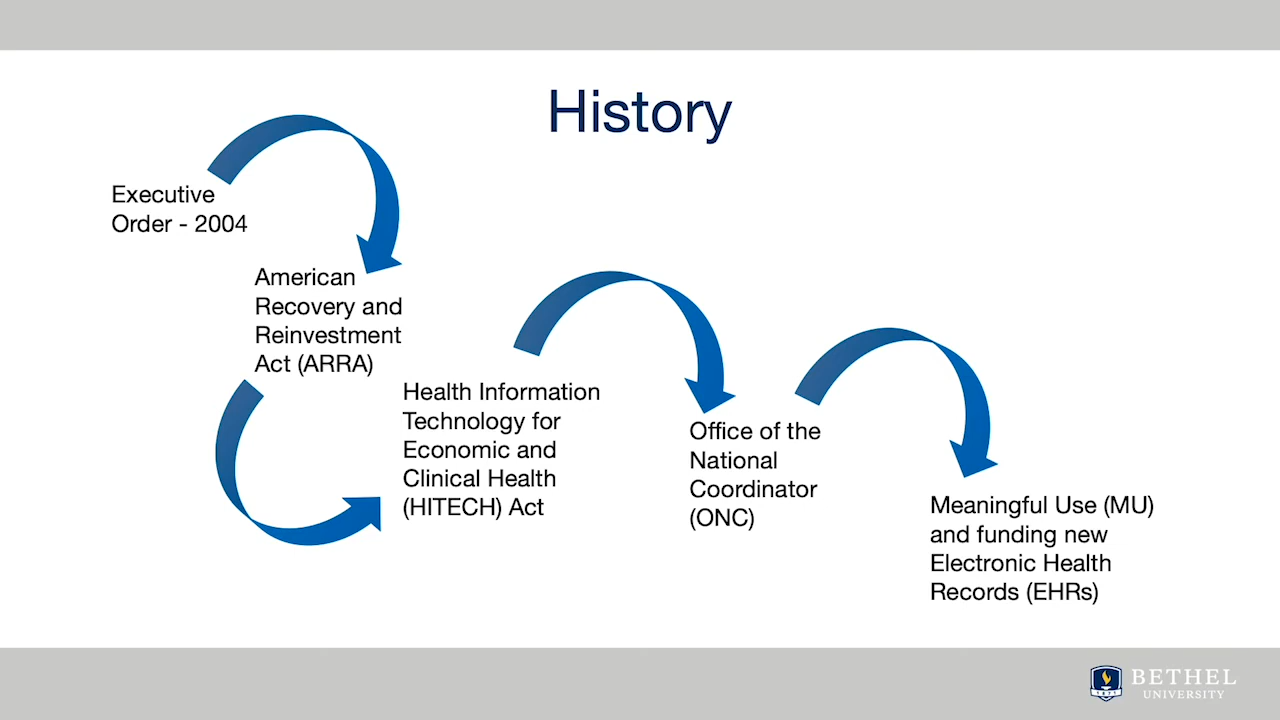 History
Executive
Order - 2004
American
Recovery and
Reinvestment
Act (ARRA)
Health Information
Technology for
Economic and
Clinical Health
(HITECH) Act
Office of the
National
Coordinator
(ONC)
Meaningful Use (MU)
and funding new
Electronic Health
Records (EHRs)
BETHEL
UNIVERSITY